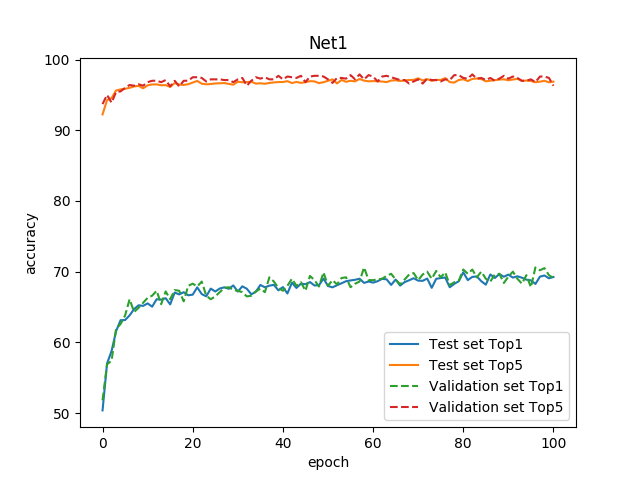 Net1
100
90
80
70
60
50
accuracy
0
20
40
60
80
100
epoch
Test set Top1
Test set Top5
Validation set Top1
Validation set Top5